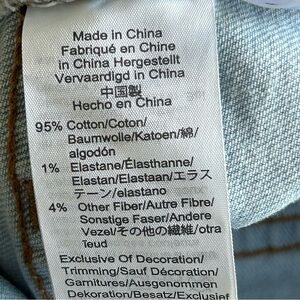 Made in China
Fabriqué en Chine
in China Hergestellt
Vervaardigd in China
中国製
Hecho en China
95% Cotton/Coton/
Baumwolle/Katoen/綿/
algodón
1% Elastane/Élasthanne/
Elastan/Elastaan/エラス
テーン/elastano
4% Other Fiber/Autre Fibre/
Sonstige Faser/Andere
Vezel/その他の繊維/otra
Teud
Exclusive Of Decoration/
Trimming/Sauf Décoration/
Garnitures/Ausgenomen
Dekoration/Besatz/Exclusief